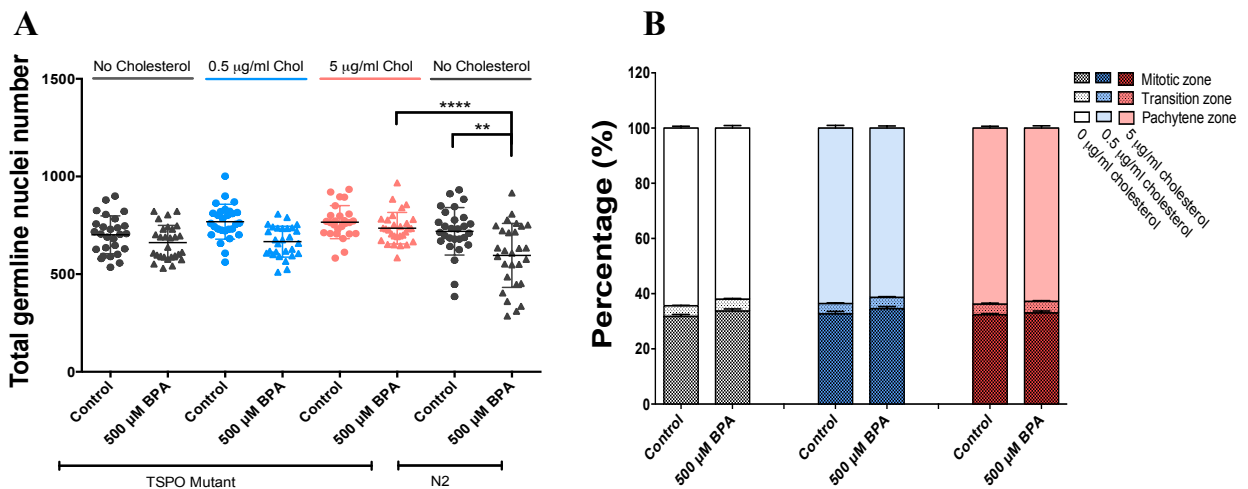 A
No Cholesterol
0.5 µg/ml Chol
5 µg/ml Chol
No Cholesterol
Total germline nuclei number
1500
1000
500
0
****
**
Control
500 µM BPA
Control
500 µM BPA
Control
500 µM BPA
Control
500 µM BPA
TSPO Mutant
N2
B
Percentage (%)
120
100
80
60
40
20
0
Control
500 µM BPA
Control
500 µM BPA
Control
500 µM BPA
Mitotic zone
Transition zone
Pachytene zone
0 µg/ml cholesterol
0.5 µg/ml cholesterol
5 µg/ml cholesterol